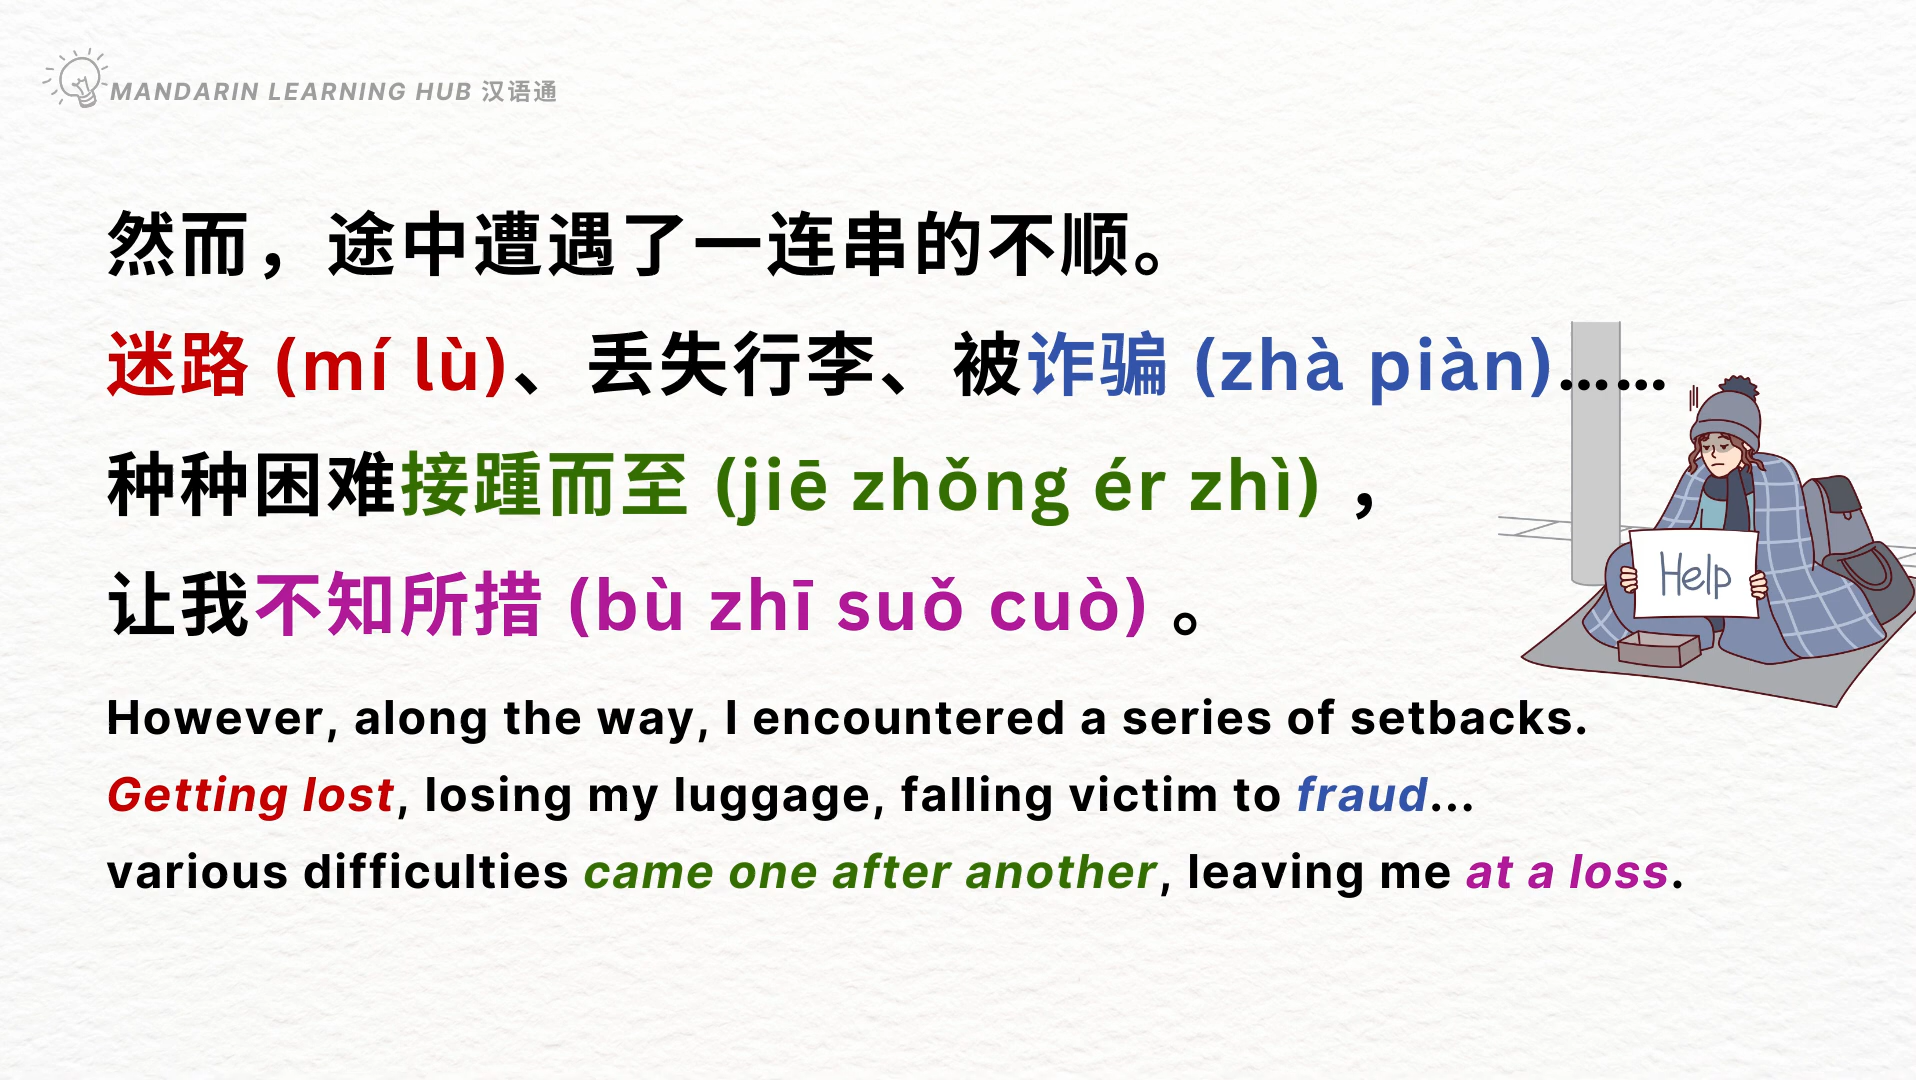 MANDARIN LEARNING HUB 汉语通
然而，途中遭遇了一连串的不顺。
迷路 (mí lù)、丢失行李、被诈骗 (zhà piàn)……
种种困难接踵而至 (jiē zhǒng ér zhì) ，
让我不知所措 (bù zhī suǒ cuò) 。
Help
However, along the way, I encountered a series of setbacks.
Getting lost, losing my luggage, falling victim to fraud...
various difficulties came one after another, leaving me at a loss.